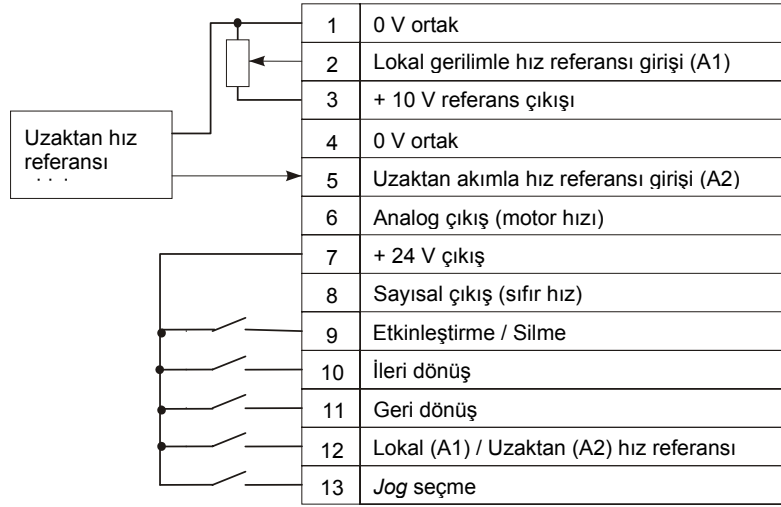 1 0 V ortak
2 Lokal gerilimle hız referansı girişi (A1)
3 + 10 V referans çıkışı
Uzaktan hız
referansı
4 0 V ortak
5 Uzaktan akımla hız referansı girişi (A2)
6 Analog çıkış (motor hızı)
7 + 24 V çıkış
8 Sayısal çıkış (sıfır hız)
9 Etkinleştirme / Silme
10 İleri dönüş
11 Geri dönüş
12 Lokal (A1) / Uzaktan (A2) hız referansı
13 Jog seçme